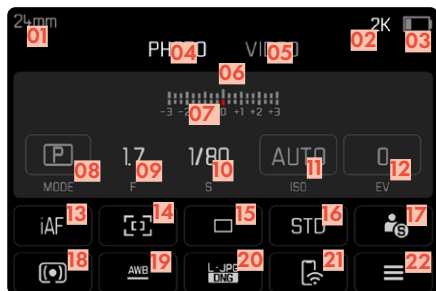 24mm 2K
01 02 03
PHOTO VIDEO
04 05
06
07
-3 -2 0 +1 +2 +3
P 1.7 1/80 AUTO 0
08 09 10 11 12
MODE F S ISO EV
iAF STD S
13 14 15 16 17
AWB L-JPG
DNG
18 19 20 21 22